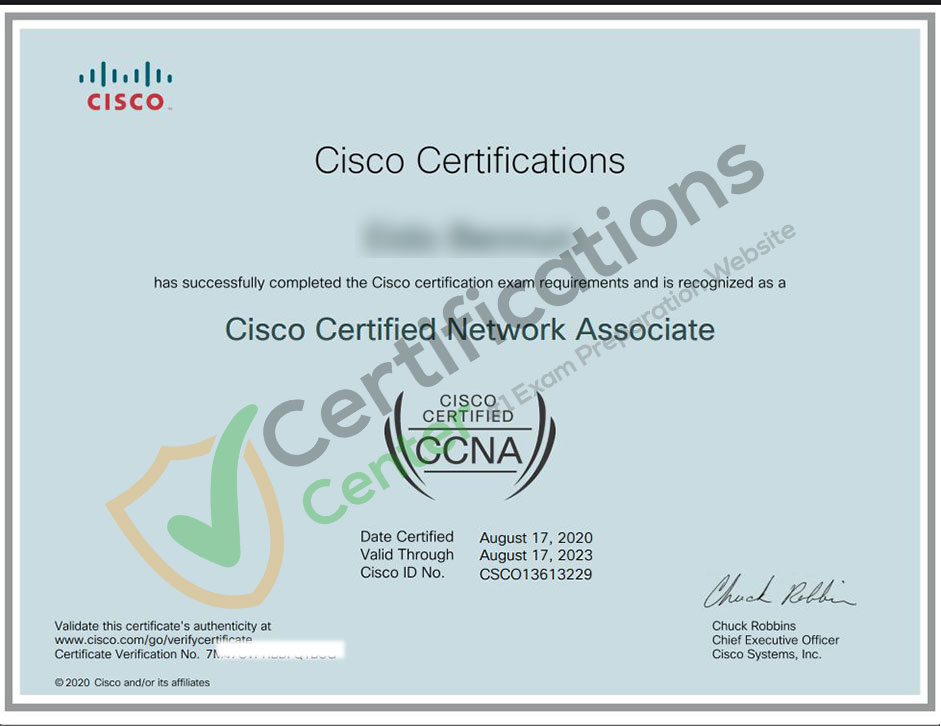 CISCO
Cisco Certifications
has successfully completed the Cisco certification exam requirements and is recognized as a
Cisco Certified Network Associate
Certifications
Center
#1 Exam Preparation Website
CISCO
CERTIFIED
CCNA
Date Certified August 17, 2020
Valid Through August 17, 2023
Cisco ID No. CSCO13613229
Chuck Robbins
Chuck Robbins
Chief Executive Officer
Cisco Systems, Inc.
Validate this certificate's authenticity at
www.cisco.com/go/verifycertificate
Certificate Verification No.
© 2020 Cisco and/or its affiliates